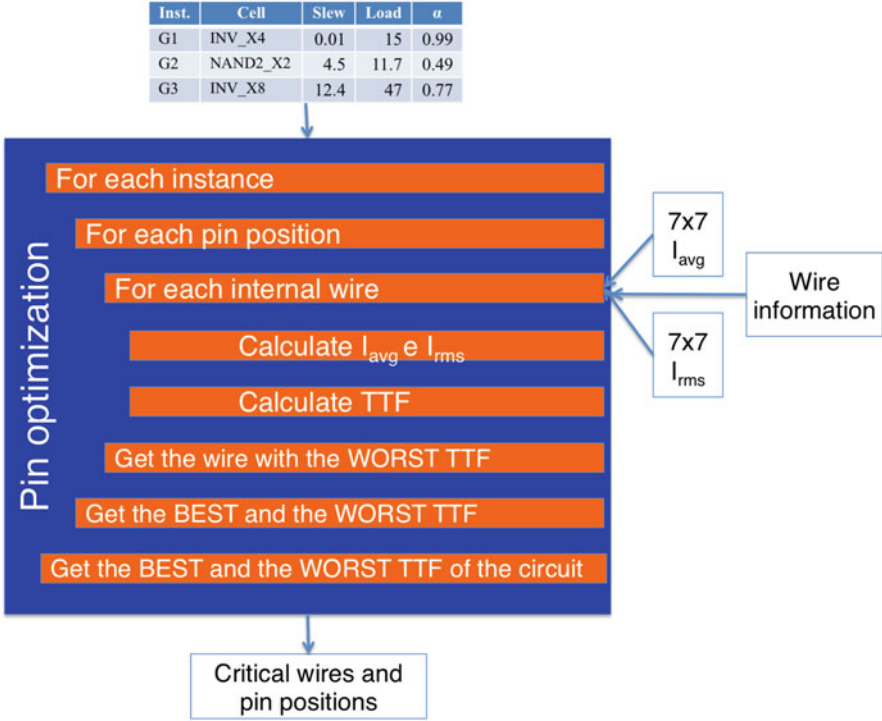 Inst. Cell Slew Load α
G1 INV_X4 0.01 15 0.99
G2 NAND2_X2 4.5 11.7 0.49
G3 INV_X8 12.4 47 0.77
Pin optimization
For each instance
For each pin position
For each internal wire
Calculate Iavg e Irms
Calculate TTF
Get the wire with the WORST TTF
Get the BEST and the WORST TTF
Get the BEST and the WORST TTF of the circuit
7x7
Iavg
Wire
information
7x7
Irms
Critical wires and
pin positions